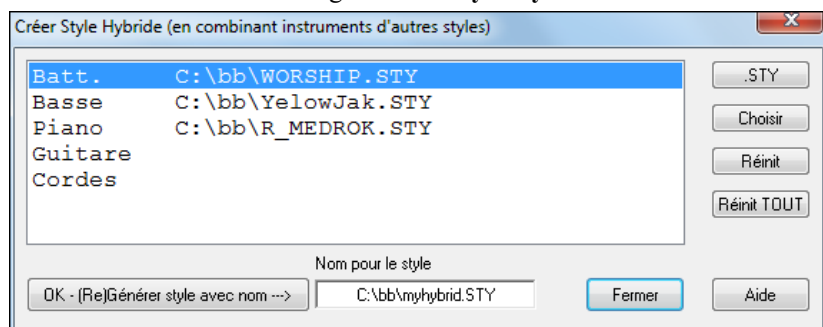 Créer Style Hybride (en combinant instruments d'autres styles)
Batt. C:\bb\WORSHIP.STY
Basse C:\bb\YelowJak.STY
Piano C:\bb\R_MEDROK.STY
Guitare
Cordes
.STY
Choisir
Réinit
Réinit TOUT
Nom pour le style
OK - (Re)Générer style avec nom ---> C:\bb\myhybrid.STY Fermer Aide